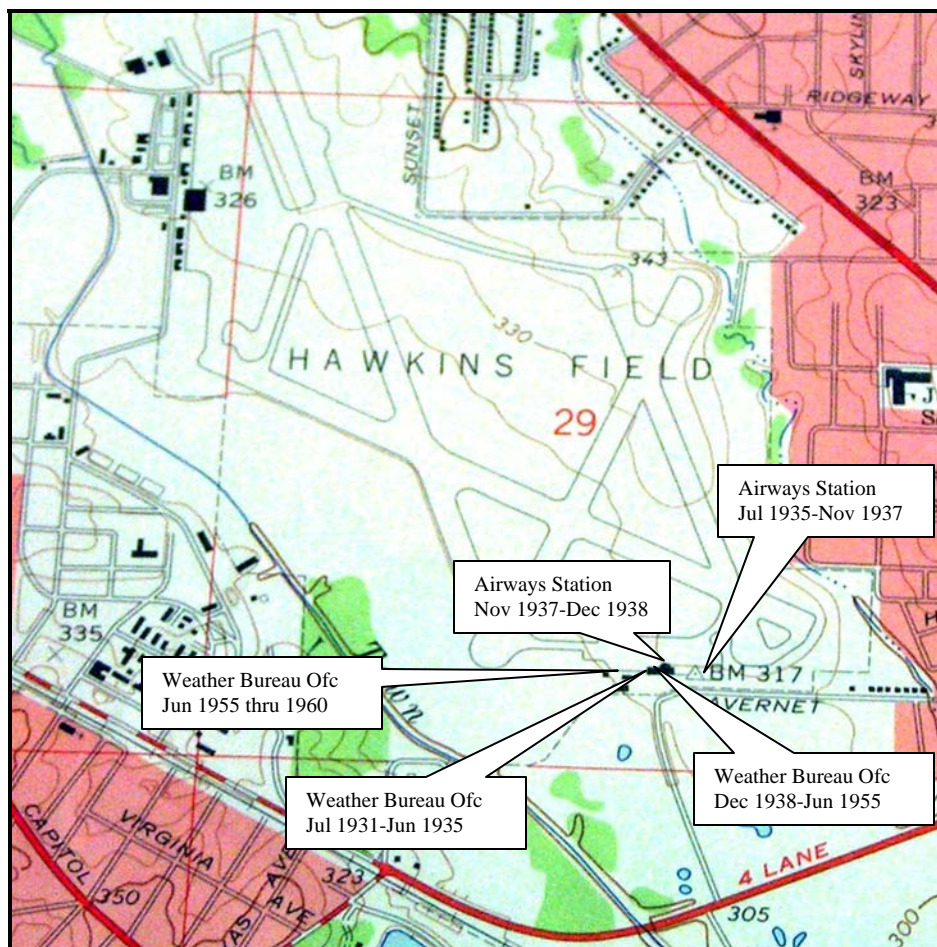 SKYLIN
RIDGEWAY
SUNSET
BM
326
BM
323
343
330
HAWKINS FIELD
29
J
S
Airways Station
Jul 1935-Nov 1937
Airways Station
Nov 1937-Dec 1938
BM
335
H
Weather Bureau Ofc
Jun 1955 thru 1960
BM 317
AVERNET
T
own
Weather Bureau Ofc
Jul 1931-Jun 1935
Weather Bureau Ofc
Dec 1938-Jun 1955
CAPITOL
VIRGINIA
AVE
350
323
AS AVE
4 LANE
305
300